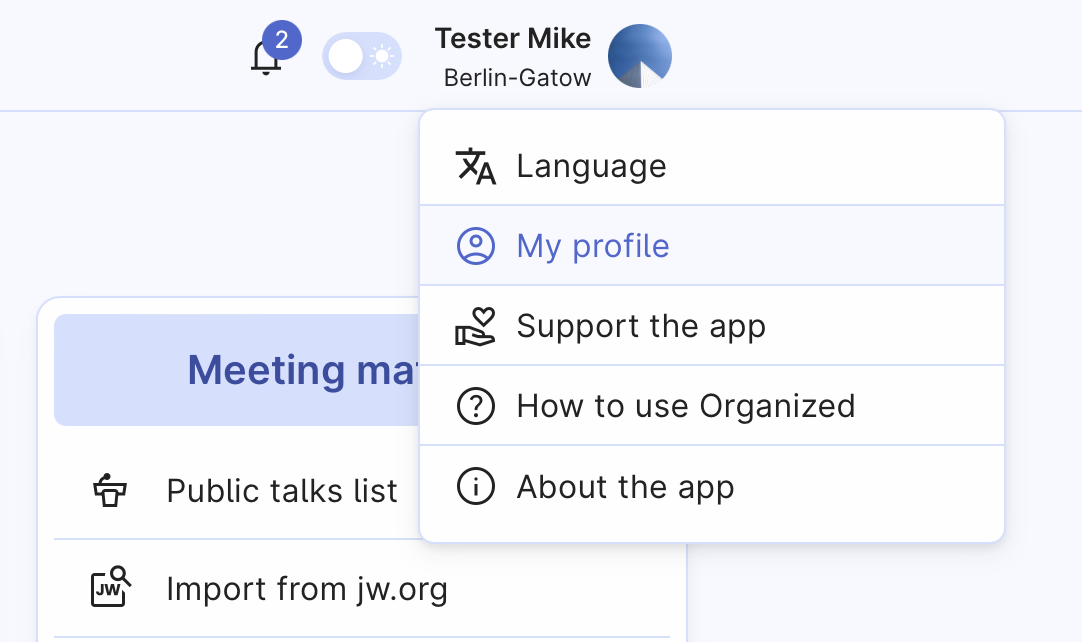 2
Tester Mike
Berlin-Gatow
Language
My profile
Support the app
How to use Organized
About the app
Meeting
Public talks list
JW
Import from jw.org